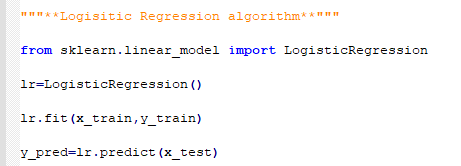 """**Logisitic Regression algorithm**"""
from sklearn.linear_model import LogisticRegression
lr=LogisticRegression()
lr.fit(x_train,y_train)
y_pred=lr.predict(x_test)